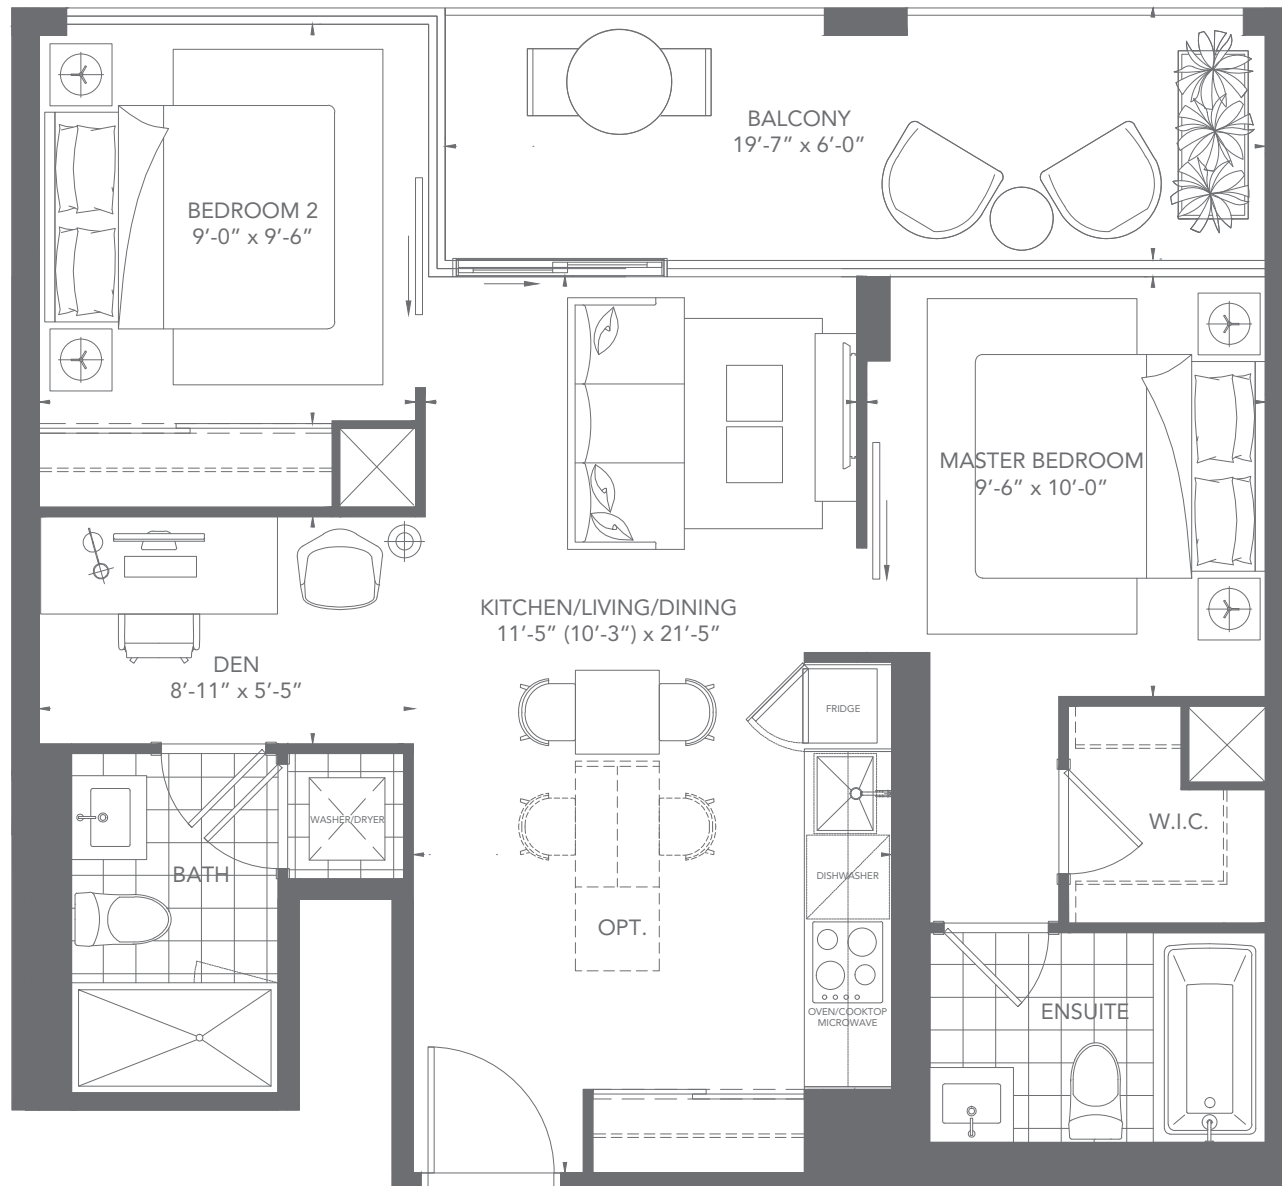 BALCONY
19'-7" x 6'-0"
BEDROOM 2
9'-0" x 9'-6"
MASTER BEDROOM
9'-6" x 10'-0"
KITCHEN/LIVING/DINING
11'-5" (10'-3") x 21'-5"
DEN
8'-11" x 5'-5"
FRIDGE
WASHER/DRYER
W.I.C.
BATH
DISHWASHER
OPT.
OVEN/COOKTOP
MICROWAVE
ENSUITE